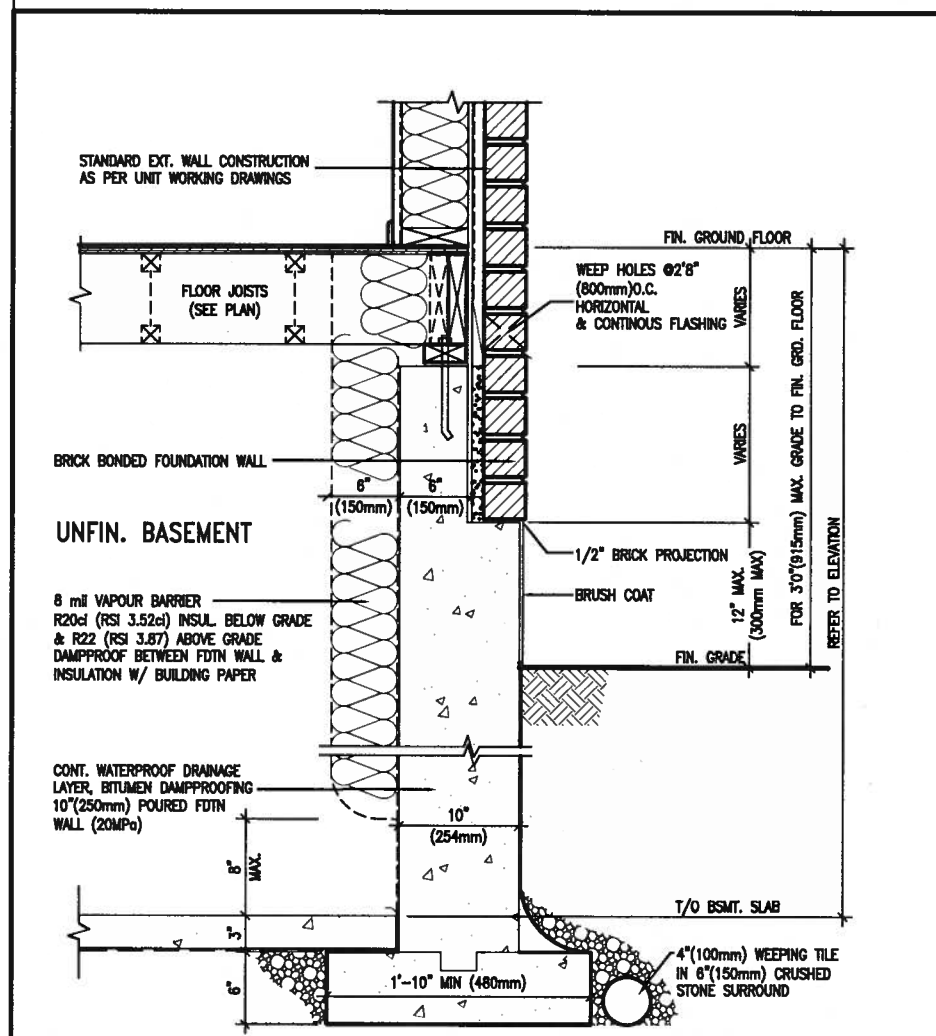 STANDARD EXT. WALL CONSTRUCTION
AS PER UNIT WORKING DRAWINGS
FIN. GROUND FLOOR
WEEP HOLES @2'8"
(800mm)O.C.
HORIZONTAL
& CONTINOUS FLASHING
VARIES
FLOOR JOISTS
(SEE PLAN)
BRICK BONDED FOUNDATION WALL
VARIES
6"
(150mm)
6"
(150mm)
UNFIN. BASEMENT
1/2" BRICK PROJECTION
BRUSH COAT
12" MAX.
(300mm MAX)
FOR 3'0"(915mm) MAX. GRADE TO FIN. GRD. FLOOR
REFER TO ELEVATION
8 mil VAPOUR BARRIER
R20ci (RSI 3.52ci) INSUL. BELOW GRADE
& R22 (RSI 3.87) ABOVE GRADE
DAMPPROOF BETWEEN FDTN WALL &
INSULATION W/ BUILDING PAPER
FIN. GRADE
CONT. WATERPROOF DRAINAGE
LAYER, BITUMEN DAMPPROOFING
10"(250mm) POURED FDTN
WALL (20MPa)
10"
(254mm)
8"
MAX.
T/O BSMT. SLAB
3"
6"
1'-10" MIN (480mm)
4"(100mm) WEEPING TILE
IN 6"(150mm) CRUSHED
STONE SURROUND